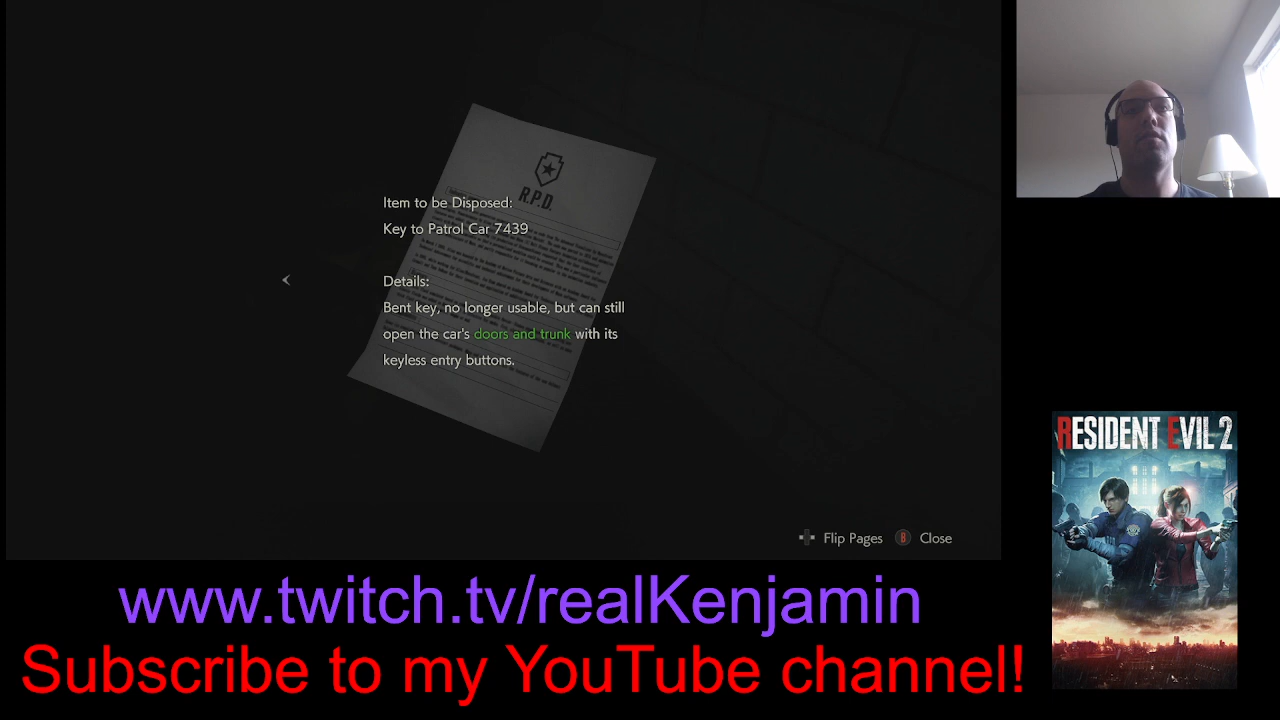 R.P.D.
Item to be Disposed:
Key to Patrol Car 7439
Details:
Bent key, no longer usable, but can still
open the car's doors and trunk with its
keyless entry buttons.
Flip Pages B Close
RESIDENT EVIL 2
www.twitch.tv/realKenjamin
Subscribe to my YouTube channel!